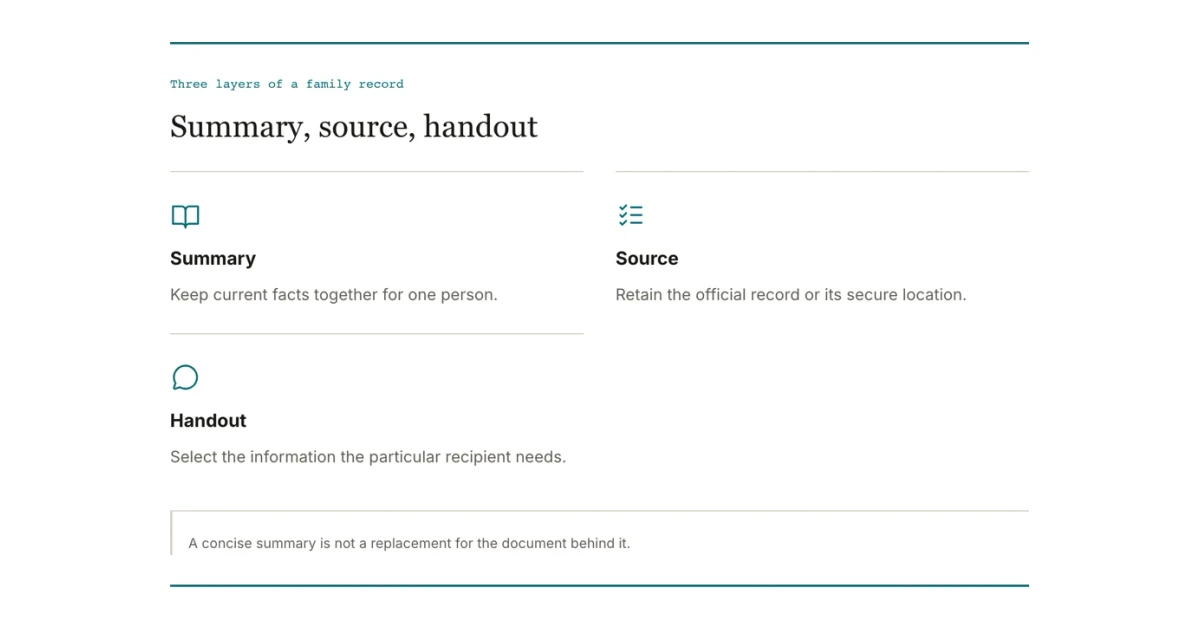 Three layers of a family record
Summary, source, handout
Summary
Keep current facts together for one person.
Source
Retain the official record or its secure location.
Handout
Select the information the particular recipient needs.
A concise summary is not a replacement for the document behind it.